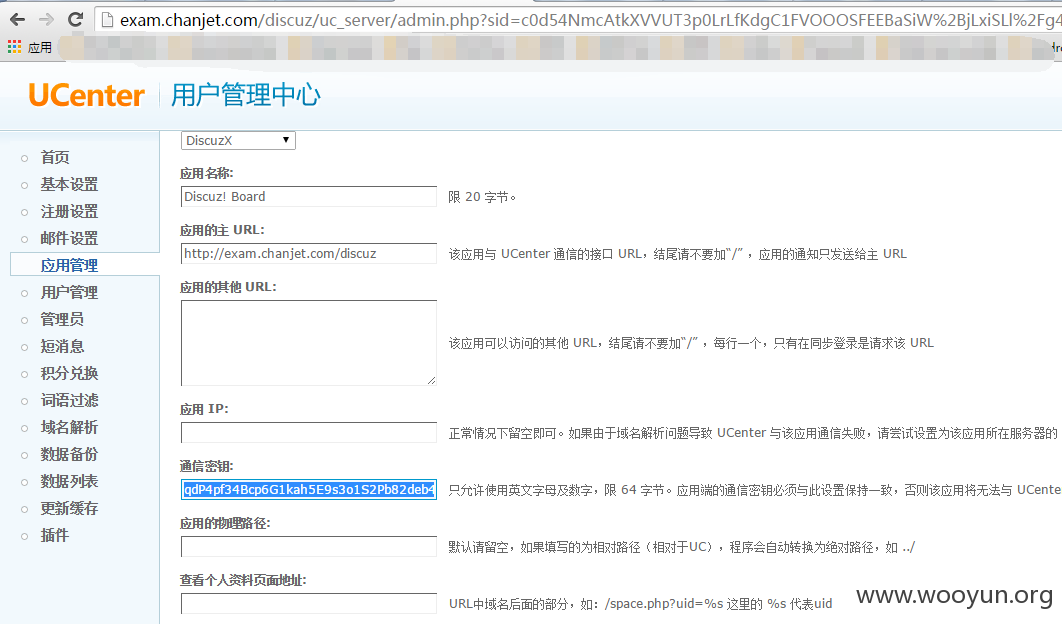 exam.chanjet.com/discuz/uc_server/admin.php?sid=c0d54NmcAtkXVVUT3p0LrLfKdgC1FVOOOSFEEBaSiW%2BjLxiSLl%2Fg4
应用
UCenter
用户管理中心
首页
基本设置
注册设置
邮件设置
应用管理
用户管理
管理员
短消息
积分兑换
词语过滤
域名解析
数据备份
数据列表
更新缓存
插件
DiscuzX
应用名称:
Discuz! Board
限 20 字节。
应用的主 URL:
http://exam.chanjet.com/discuz
该应用与 UCenter 通信的接口 URL，结尾请不要加“/” ，应用的通知只发送给主 URL
应用的其他 URL:
该应用可以访问的其他 URL，结尾请不要加“/” ，每行一个，只有在同步登录是请求该 URL
应用 IP:
正常情况下留空即可。如果由于域名解析问题导致 UCenter 与该应用通信失败，请尝试设置为该应用所在服务器的
通信密钥:
qdP4pf34Bcp6G1kah5E9s3o1S2Pb82deb4
只允许使用英文字母及数字，限 64 字节。应用端的通信密钥必须与此设置保持一致，否则该应用将无法与 UCente
应用的物理路径:
默认请留空，如果填写的为相对路径（相对于UC），程序会自动转换为绝对路径，如 ../
查看个人资料页面地址:
URL中域名后面的部分，如：/space.php?uid=%s 这里的 %s 代表uid
www.wooyun.org